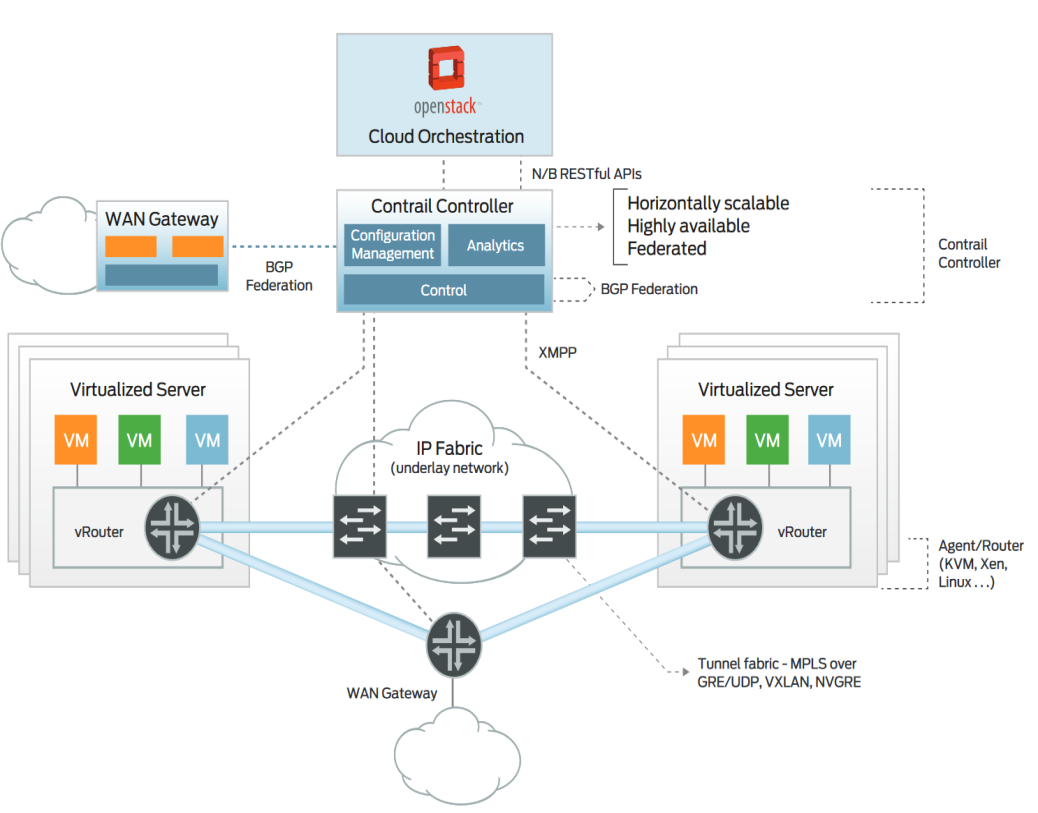 openstack™
Cloud Orchestration
N/B RESTful APIs
WAN Gateway
BGP
Federation
Contrail Controller
Configuration
Management
Analytics
Control
Horizontally scalable
Highly available
Federated
BGP Federation
Contrail
Controller
XMPP
Virtualized Server
VM
VM
VM
vRouter
IP Fabric
(underlay network)
Virtualized Server
VM
VM
VM
vRouter
Agent/Router
(KVM, Xen,
Linux . . .)
Tunnel fabric - MPLS over
GRE/UDP, VXLAN, NVGRE
WAN Gateway